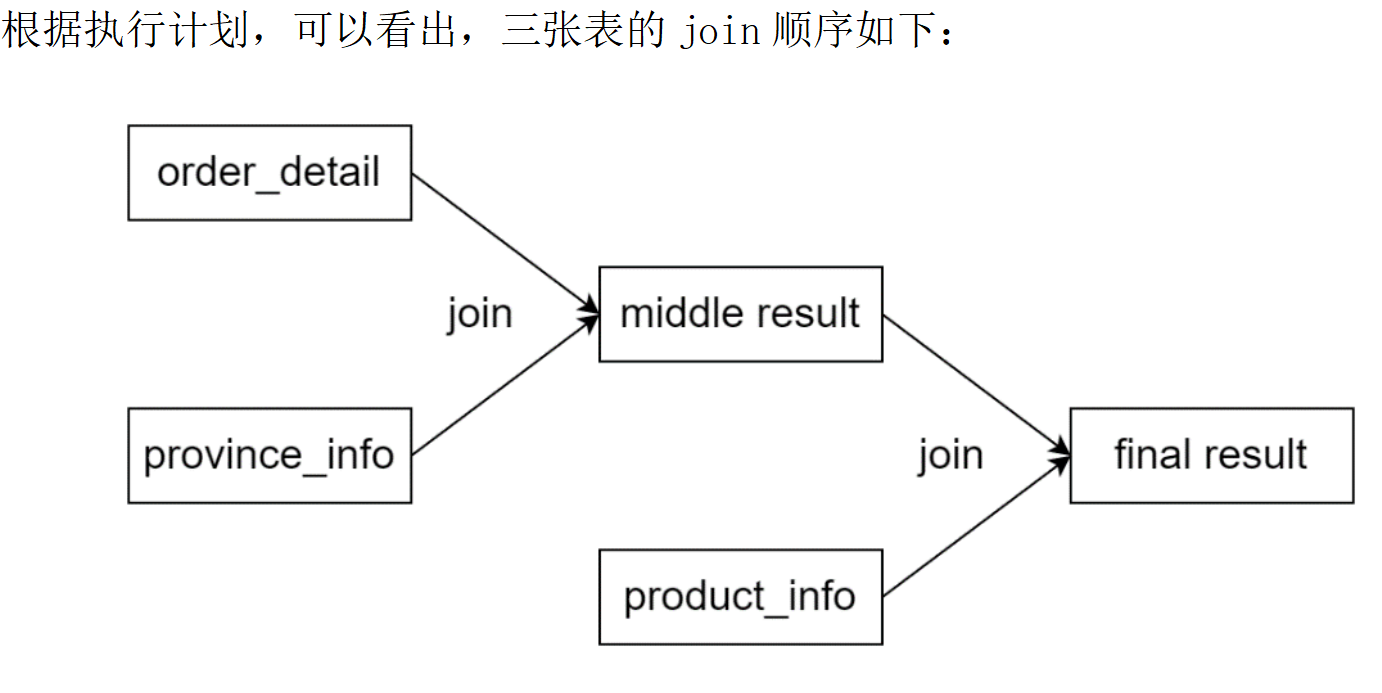 根据执行计划，可以看出，三张表的 join 顺序如下：
order_detail
join
middle result
province_info
join
final result
product_info